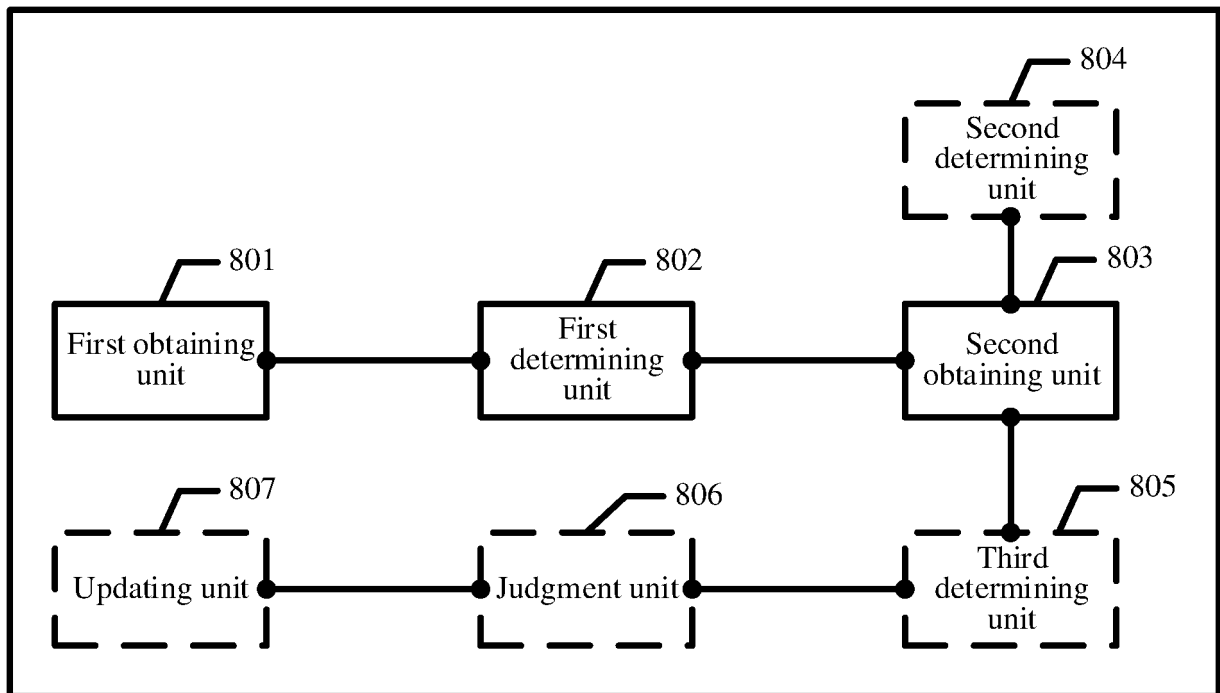 804
Second
determining
unit
801
802
803
First obtaining
unit
First
determining
unit
Second
obtaining unit
807
806
805
Updating unit
Judgment unit
Third
determining
unit